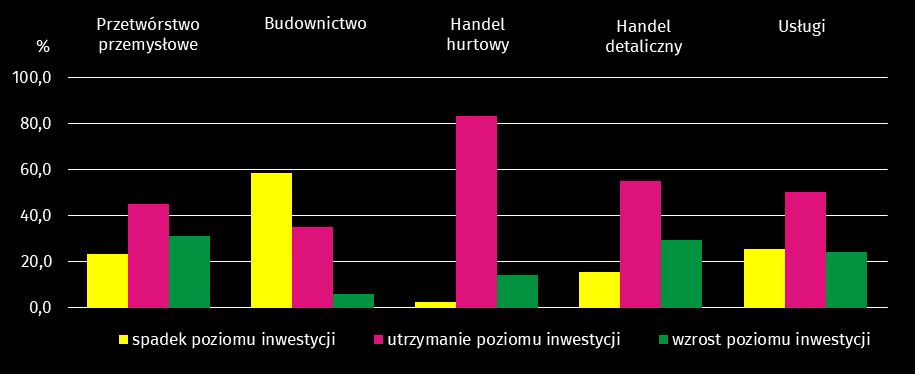 Przetwórstwo
przemysłowe
Budownictwo
Handel
hurtowy
Handel
detaliczny
Usługi
%
100,0
80,0
60,0
40,0
20,0
0,0
spadek poziomu inwestycji
utrzymanie poziomu inwestycji
wzrost poziomu inwestycji